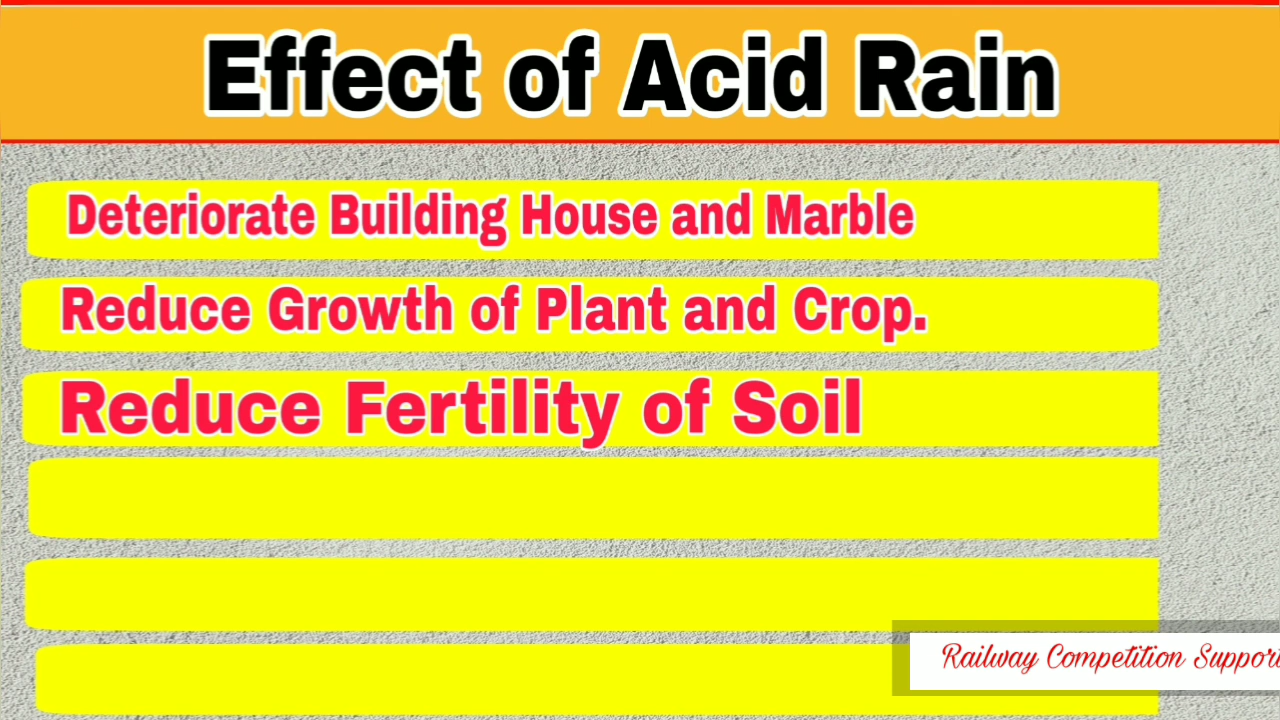 Effect of Acid Rain
Deteriorate Building House and Marble
Reduce Growth of Plant and Crop.
Reduce Fertility of Soil
Railway Competition Support